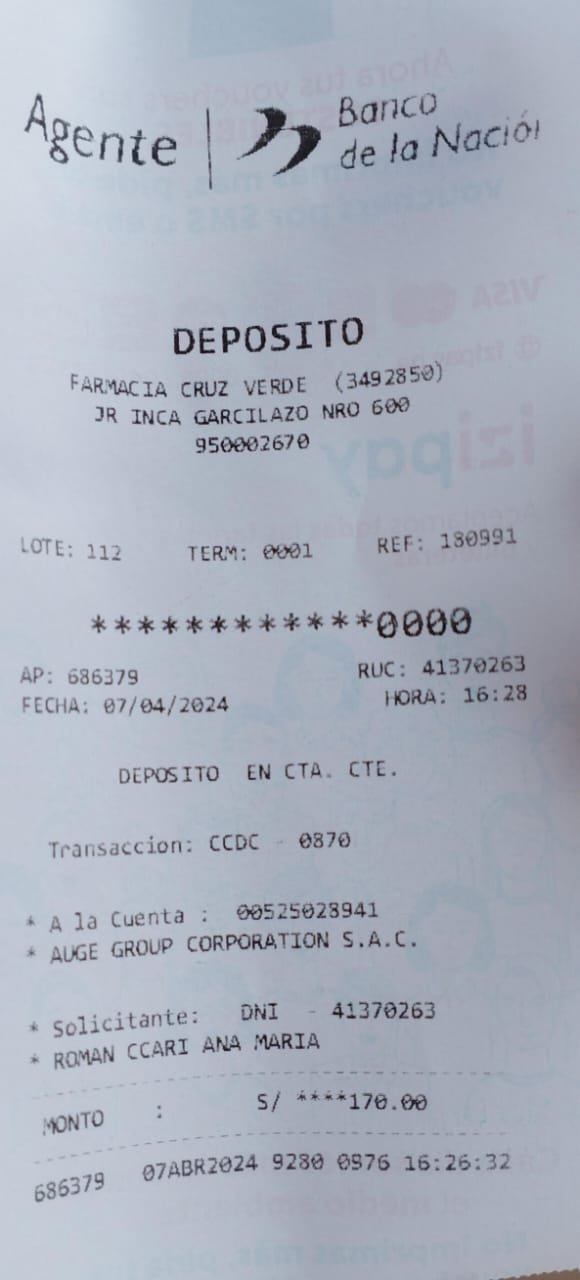 Agente | Banco
de la Nación
DEPOSITO
FARMACIA CRUZ VERDE (3492850)
JR INCA GARCILAZO NRO 600
950002670
LOTE: 112 TERM: 0001 REF: 180991
************0000
AP: 686379 RUC: 41370263
FECHA: 07/04/2024 HORA: 16:28
DEPOSITO EN CTA. CTE.
Transaccion: CCDC - 0870
* A la Cuenta : 00525028941
* AUGE GROUP CORPORATION S.A.C.
* Solicitante: DNI - 41370263
* ROMAN CCARI ANA MARIA
MONTO : S/ ****170.00
686379 07ABR2024 9280 0976 16:26:32